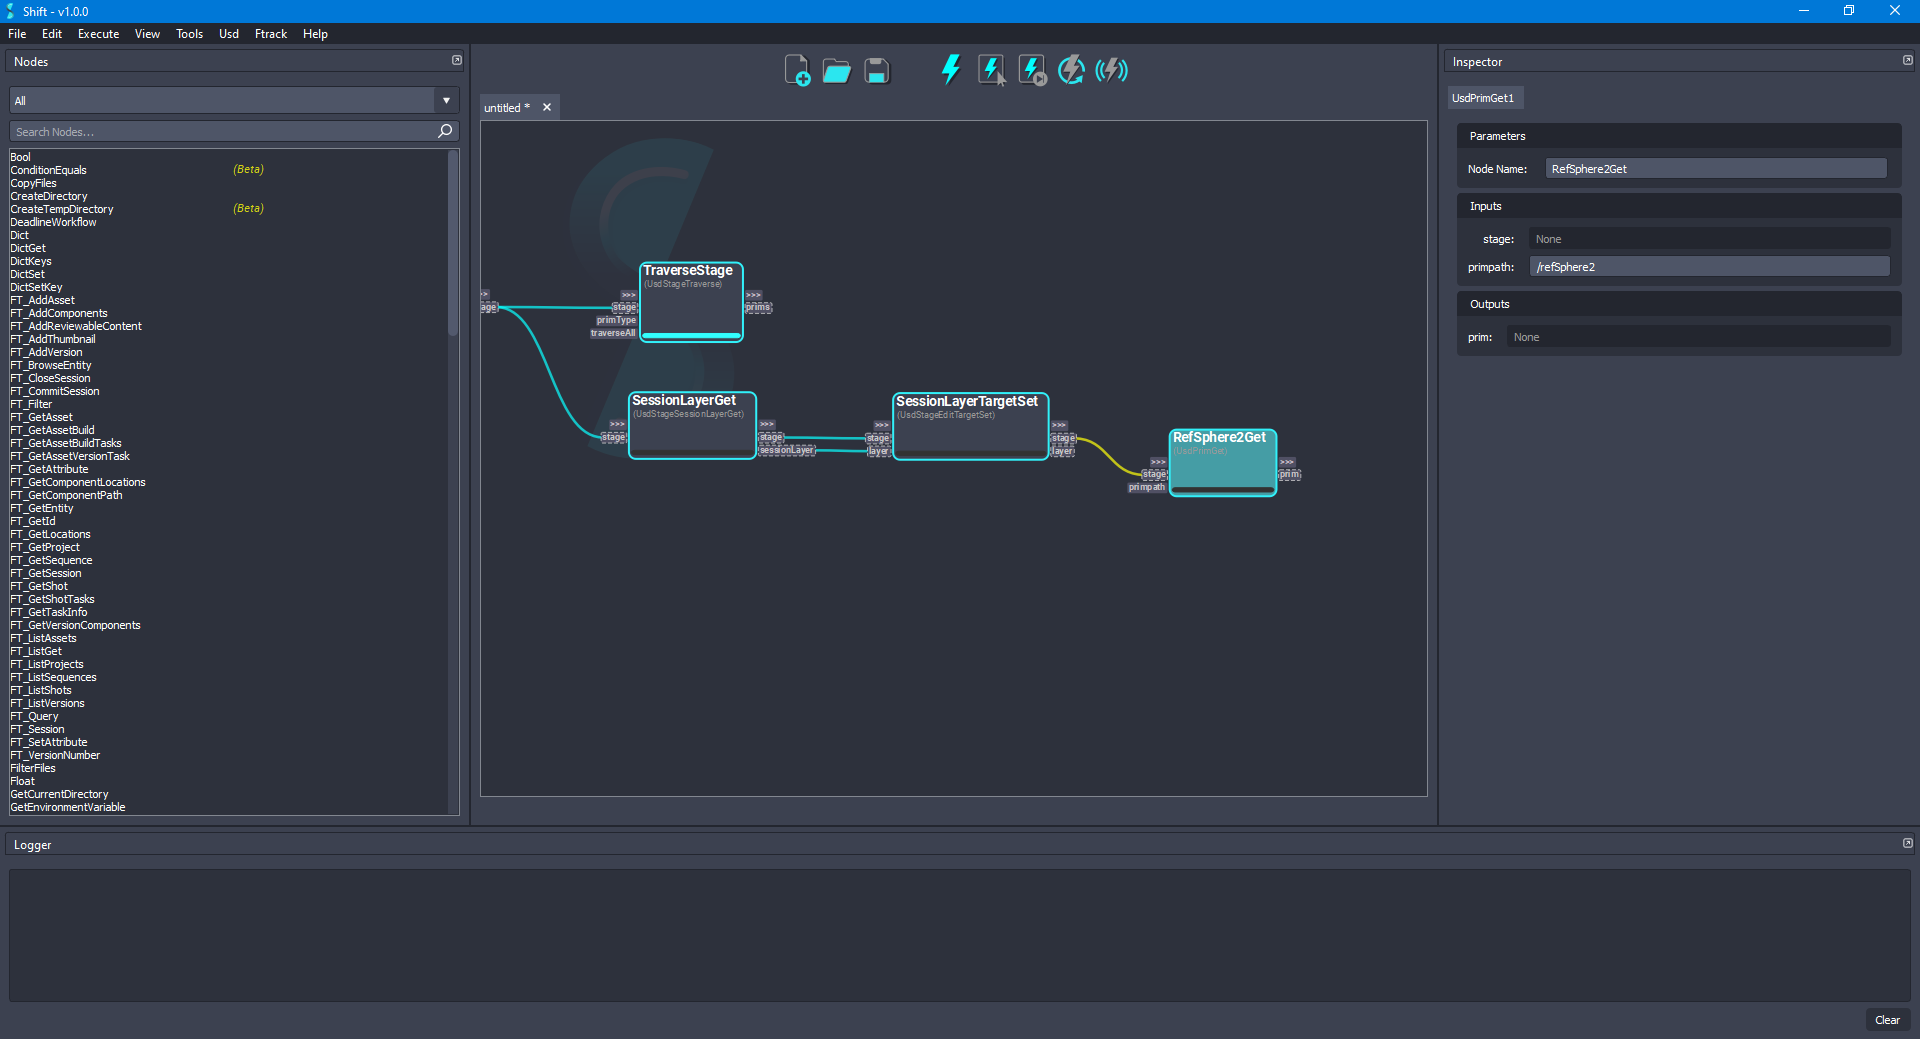 Shift - v1.0.0
File Edit Execute View Tools Usd Ftrack Help
Nodes
All
Search Nodes...
Bool
ConditionEquals (Beta)
CopyFiles
CreateDirectory
CreateTempDirectory (Beta)
DeadlineWorkflow
Dict
DictGet
DictKeys
DictSet
DictSetKey
FT_AddAsset
FT_AddComponents
FT_AddReviewableContent
FT_AddThumbnail
FT_AddVersion
FT_BrowseEntity
FT_CloseSession
FT_CommitSession
FT_Filter
FT_GetAsset
FT_GetAssetBuild
FT_GetAssetBuildTasks
FT_GetAssetVersionTask
FT_GetAttribute
FT_GetComponentLocations
FT_GetComponentPath
FT_GetEntity
FT_GetId
FT_GetLocations
FT_GetProject
FT_GetSequence
FT_GetSession
FT_GetShot
FT_GetShotTasks
FT_GetTaskInfo
FT_GetVersionComponents
FT_ListAssets
FT_ListGet
FT_ListProjects
FT_ListSequences
FT_ListShots
FT_ListVersions
FT_Query
FT_Session
FT_SetAttribute
FT_VersionNumber
FilterFiles
Float
GetCurrentDirectory
GetEnvironmentVariable
untitled *
>>
age
TraverseStage
(UsdStageTraverse)
>>> >>>
stage prims
primType
traverseAll
SessionLayerGet
(UsdStageSessionLayerGet)
>>> >>>
stage stage
sessionLayer
SessionLayerTargetSet
(UsdStageEditTargetSet)
>>> >>>
stage stage
layer layer
RefSphere2Get
(UsdPrimGet)
>>> >>>
stage prim
primpath
Inspector
UsdPrimGet1
Parameters
Node Name: RefSphere2Get
Inputs
stage: None
primpath: /refSphere2
Outputs
prim: None
Logger
Clear